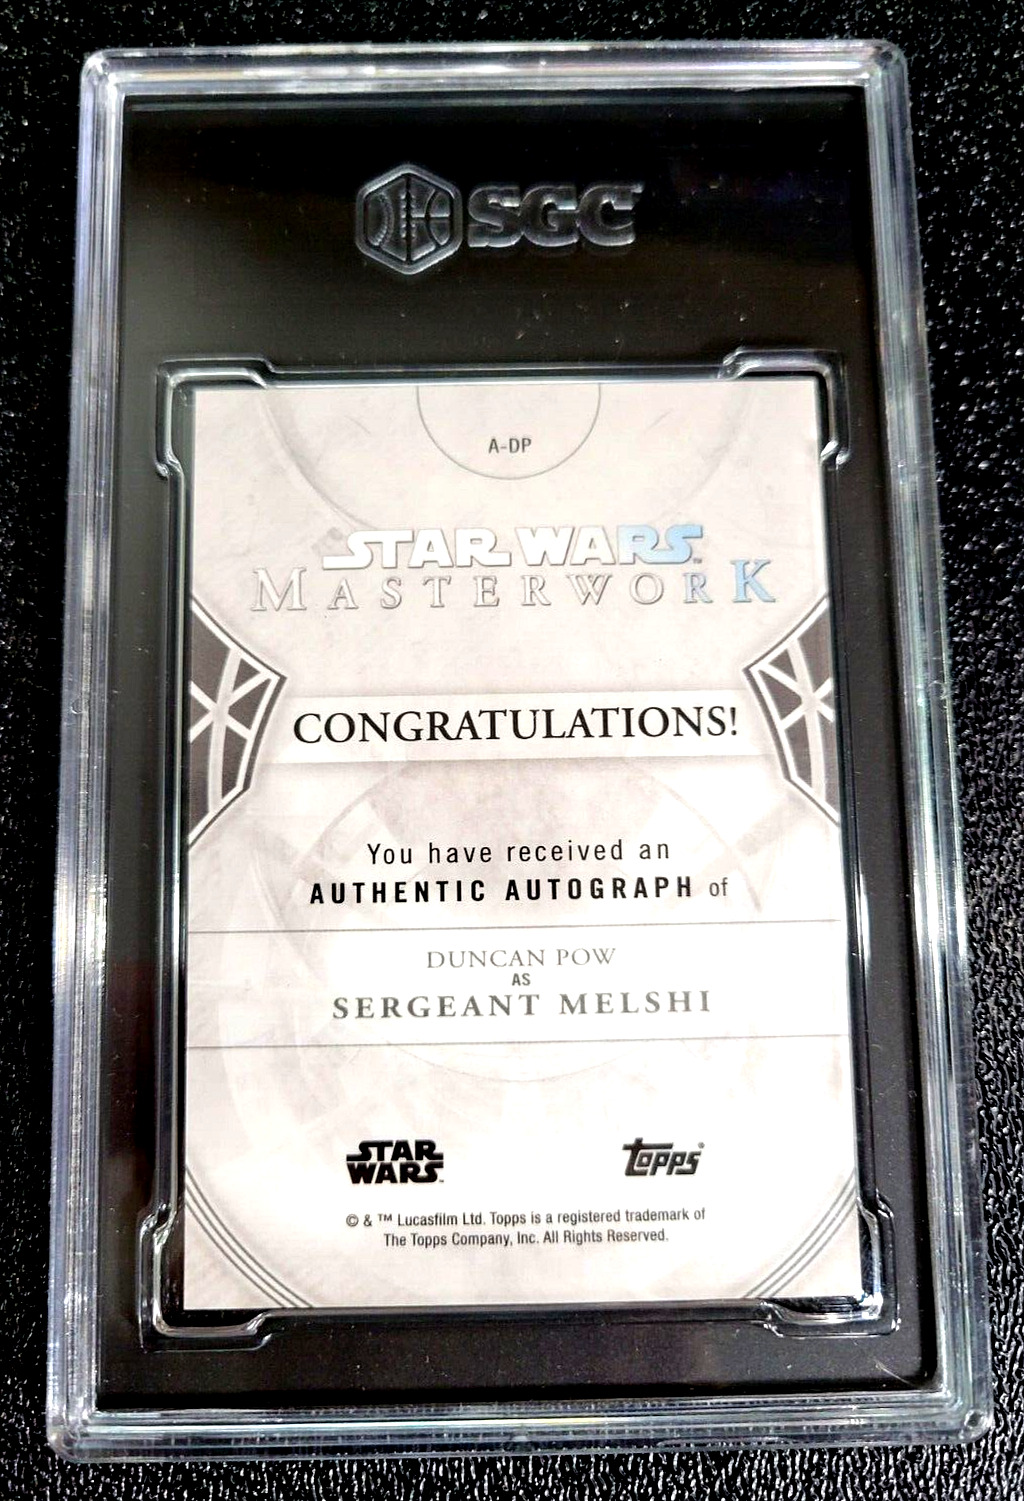 SGC
A-DP
STAR WARS™
MASTERWORK
CONGRATULATIONS!
You have received an
AUTHENTIC AUTOGRAPH of
DUNCAN POW
AS
SERGEANT MELSHI
STAR
WARS
topps®
© & ™ Lucasfilm Ltd. Topps is a registered trademark of
The Topps Company, Inc. All Rights Reserved.